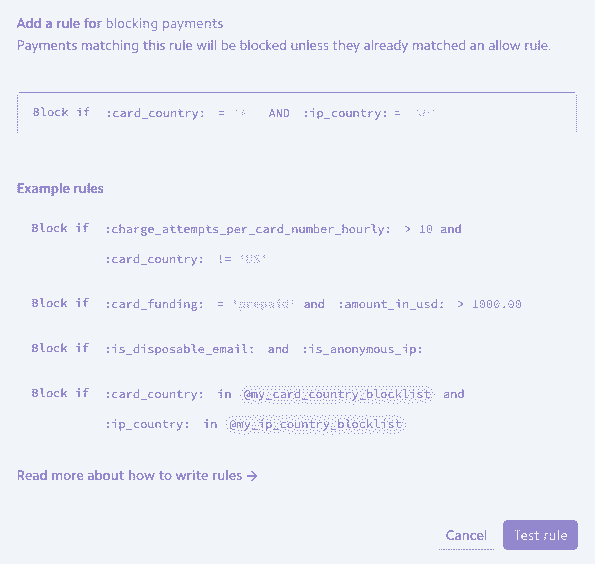 Add a rule for blocking payments
Payments matching this rule will be blocked unless they already matched an allow rule.
Block if :card_country: = AND :ip_country: =
Example rules
Block if :charge_attempts_per_card_number_hourly: > 10 and
:card_country: != 'US'
Block if :card_funding: = 'prepaid' and :amount_in_usd: > 1000.00
Block if :is_disposable_email: and :is_anonymous_ip:
Block if :card_country: in @my_card_country_blocklist and
:ip_country: in @my_ip_country_blocklist
Read more about how to write rules →
Cancel Test rule